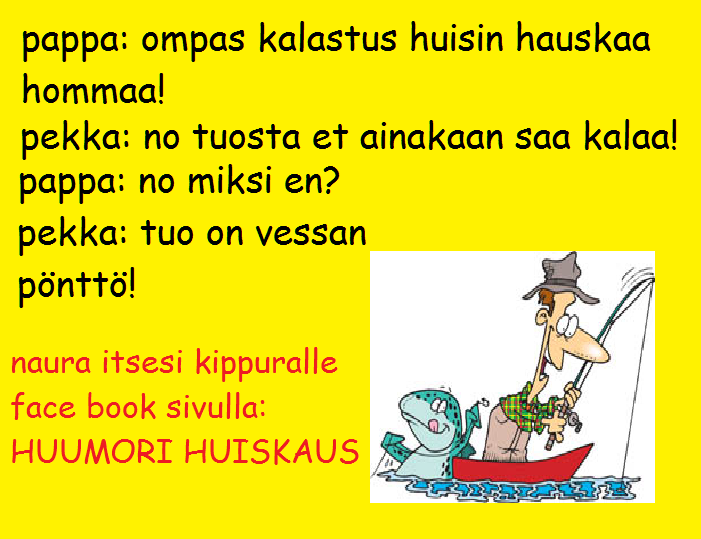 pappa: ompas kalastus huisin hauskaa
hommaa!
pekka: no tuosta et ainakaan saa kalaa!
pappa: no miksi en?
pekka: tuo on vessan
pönttö!
naura itsesi kippuralle
face book sivulla:
HUUMORI HUISKAUS